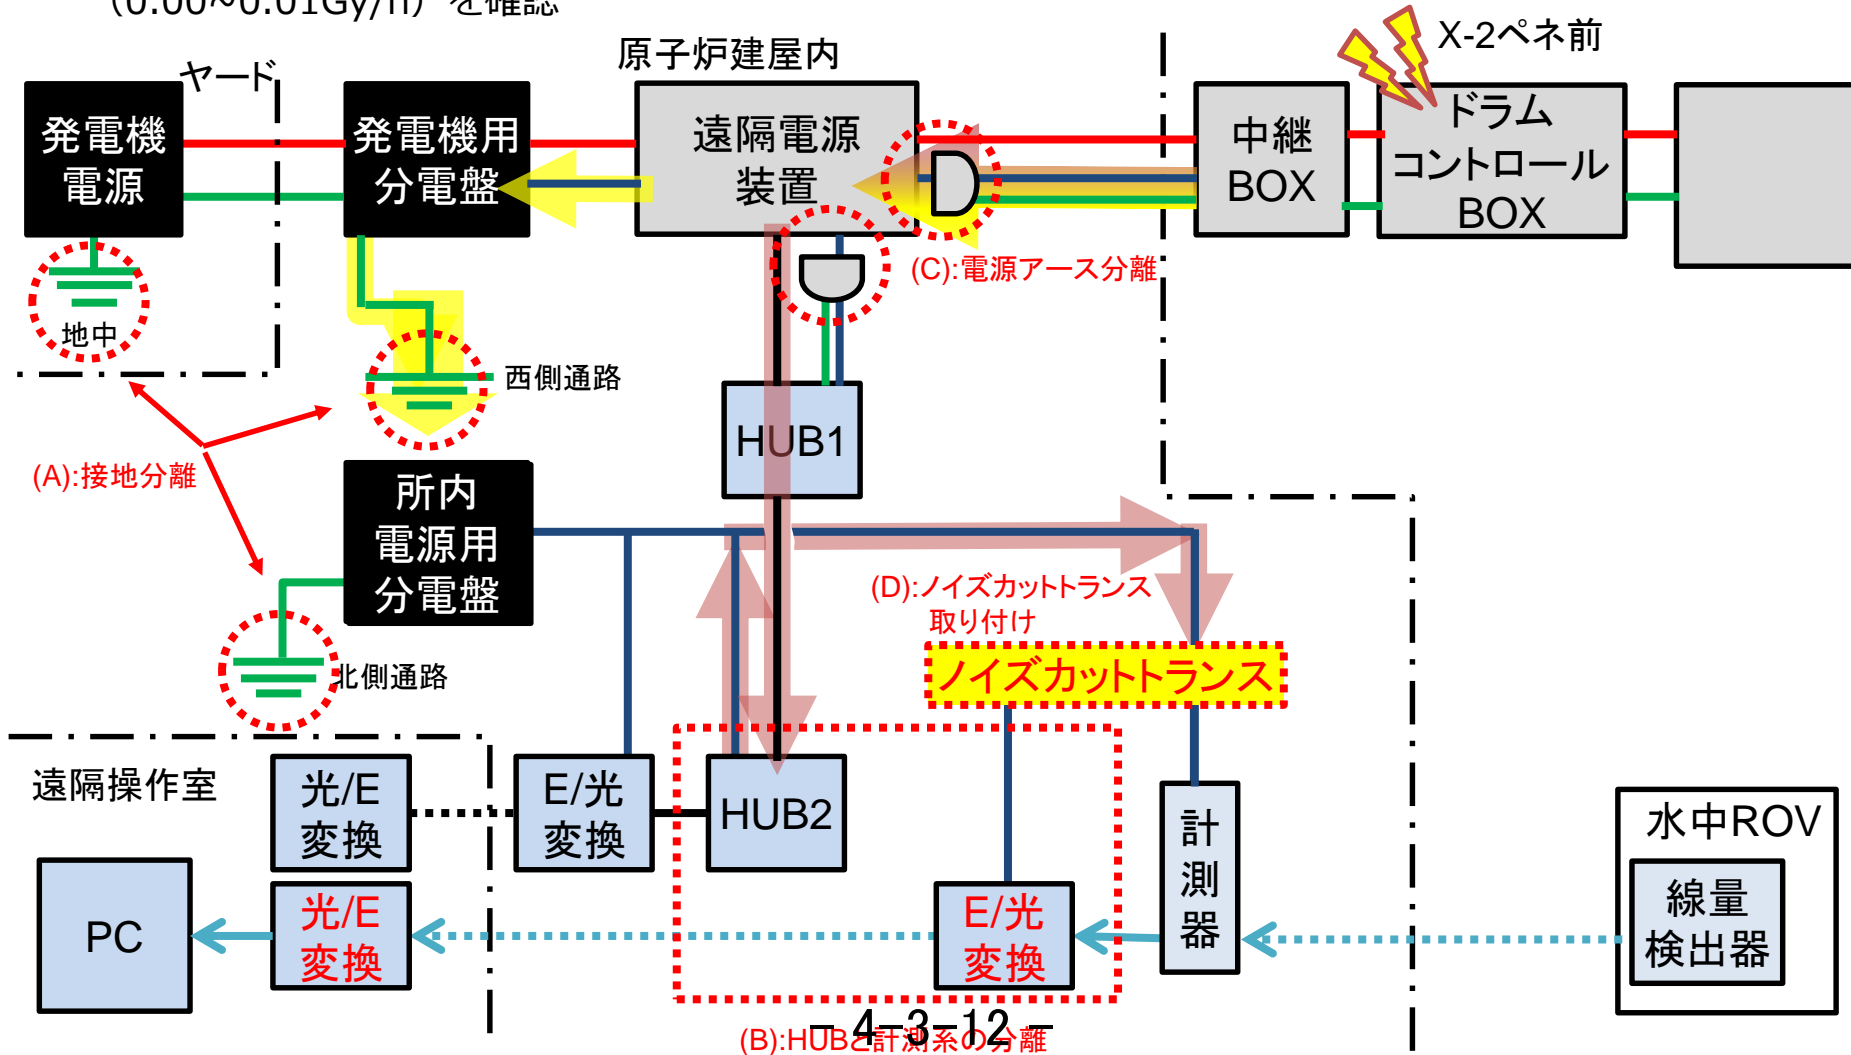 (0.00~0.01Gy/h) を確認
X-2ペネ前
原子炉建屋内
ヤード
発電機
電源
発電機用
分電盤
遠隔電源
装置
中継
BOX
ドラム
コントロール
BOX
(C):電源アース分離
地中
西側通路
HUB1
(A):接地分離
所内
電源用
分電盤
(D):ノイズカットトランス
取り付け
ノイズカットトランス
北側通路
遠隔操作室
光/E
変換
E/光
変換
HUB2
計
測
器
水中ROV
線量
検出器
PC
光/E
変換
E/光
変換
- 4-3-12 -
(B):HUBと計測系の分離